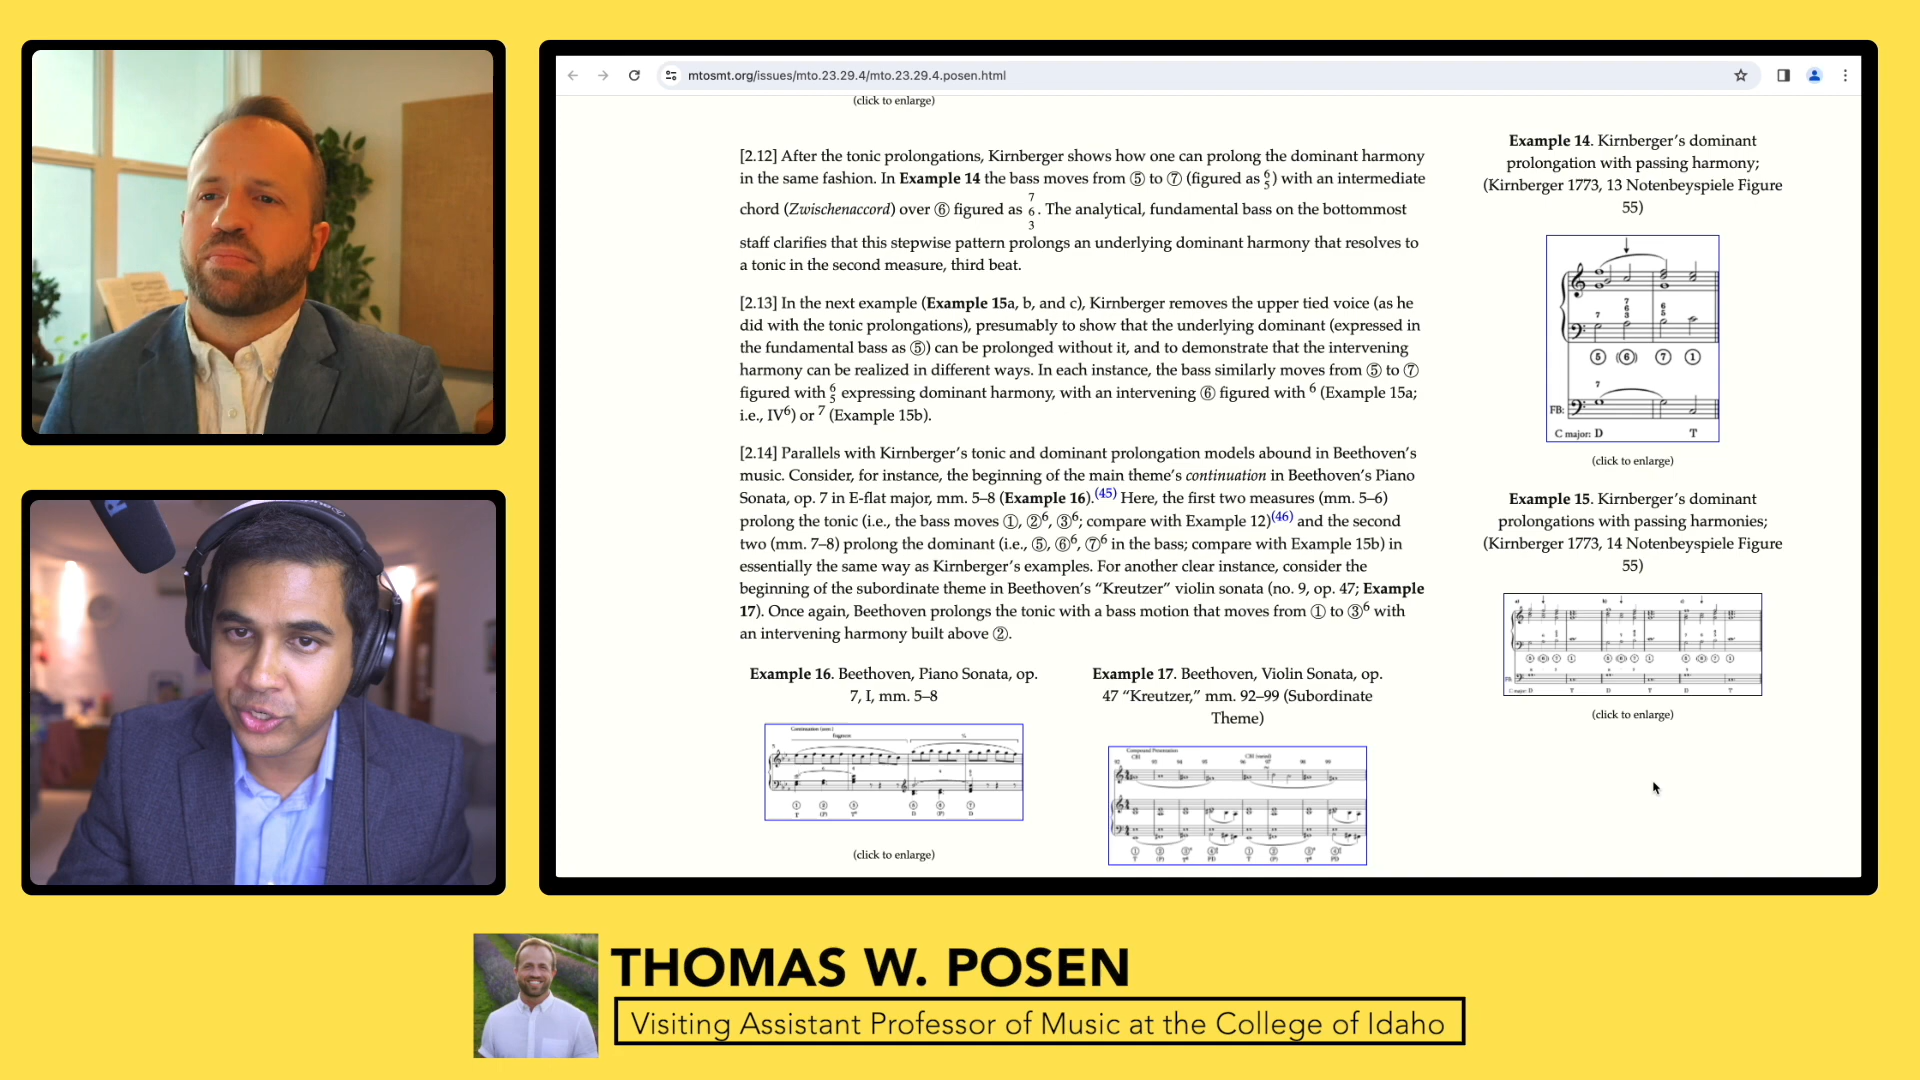 mtosmt.org/issues/mto.23.29.4/mto.23.29.4.posen.html
(click to enlarge)
[2.12] After the tonic prolongations, Kirnberger shows how one can prolong the dominant harmony
in the same fashion. In Example 14 the bass moves from ⑤ to ⑦ (figured as 6 5) with an intermediate
chord (Zwischenaccord) over ⑥ figured as 7 6 3. The analytical, fundamental bass on the bottommost
staff clarifies that this stepwise pattern prolongs an underlying dominant harmony that resolves to
a tonic in the second measure, third beat.
[2.13] In the next example (Example 15a, b, and c), Kirnberger removes the upper tied voice (as he
did with the tonic prolongations), presumably to show that the underlying dominant (expressed in
the fundamental bass as ⑤) can be prolonged without it, and to demonstrate that the intervening
harmony can be realized in different ways. In each instance, the bass similarly moves from ⑤ to ⑦
figured with 6 5 expressing dominant harmony, with an intervening ⑥ figured with 6 (Example 15a;
i.e., IV6) or 7 (Example 15b).
[2.14] Parallels with Kirnberger’s tonic and dominant prolongation models abound in Beethoven’s
music. Consider, for instance, the beginning of the main theme’s continuation in Beethoven’s Piano
Sonata, op. 7 in E-flat major, mm. 5–8 (Example 16).(45) Here, the first two measures (mm. 5–6)
prolong the tonic (i.e., the bass moves ①, ②6, ③6; compare with Example 12)(46) and the second
two (mm. 7–8) prolong the dominant (i.e., ⑤, ⑥6, ⑦6 in the bass; compare with Example 15b) in
essentially the same way as Kirnberger’s examples. For another clear instance, consider the
beginning of the subordinate theme in Beethoven’s “Kreutzer” violin sonata (no. 9, op. 47; Example
17). Once again, Beethoven prolongs the tonic with a bass motion that moves from ① to ③6 with
an intervening harmony built above ②.
Example 16. Beethoven, Piano Sonata, op.
7, I, mm. 5–8
(click to enlarge)
Example 17. Beethoven, Violin Sonata, op.
47 “Kreutzer,” mm. 92–99 (Subordinate
Theme)
Example 14. Kirnberger’s dominant
prolongation with passing harmony;
(Kirnberger 1773, 13 Notenbeyspiele Figure
55)
7 7 6 3 6 5
⑤ (⑥) ⑦ ①
7
FB:
C major: D T
(click to enlarge)
Example 15. Kirnberger’s dominant
prolongations with passing harmonies;
(Kirnberger 1773, 14 Notenbeyspiele Figure
55)
(click to enlarge)
THOMAS W. POSEN
Visiting Assistant Professor of Music at the College of Idaho